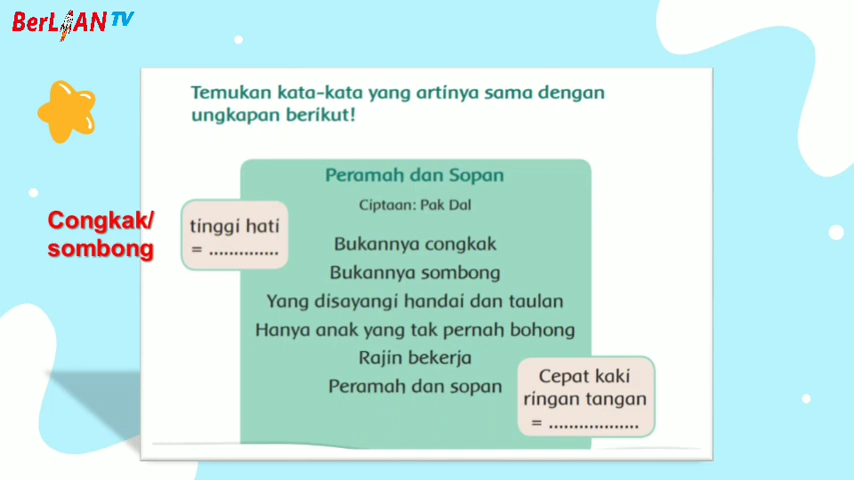 BerLIAN TV
Temukan kata-kata yang artinya sama dengan
ungkapan berikut!
Peramah dan Sopan
Ciptaan: Pak Dal
Congkak/
sombong
tinggi hati
= ..............
Bukannya congkak
Bukannya sombong
Yang disayangi handai dan taulan
Hanya anak yang tak pernah bohong
Rajin bekerja
Peramah dan sopan
Cepat kaki
ringan tangan
= ..................